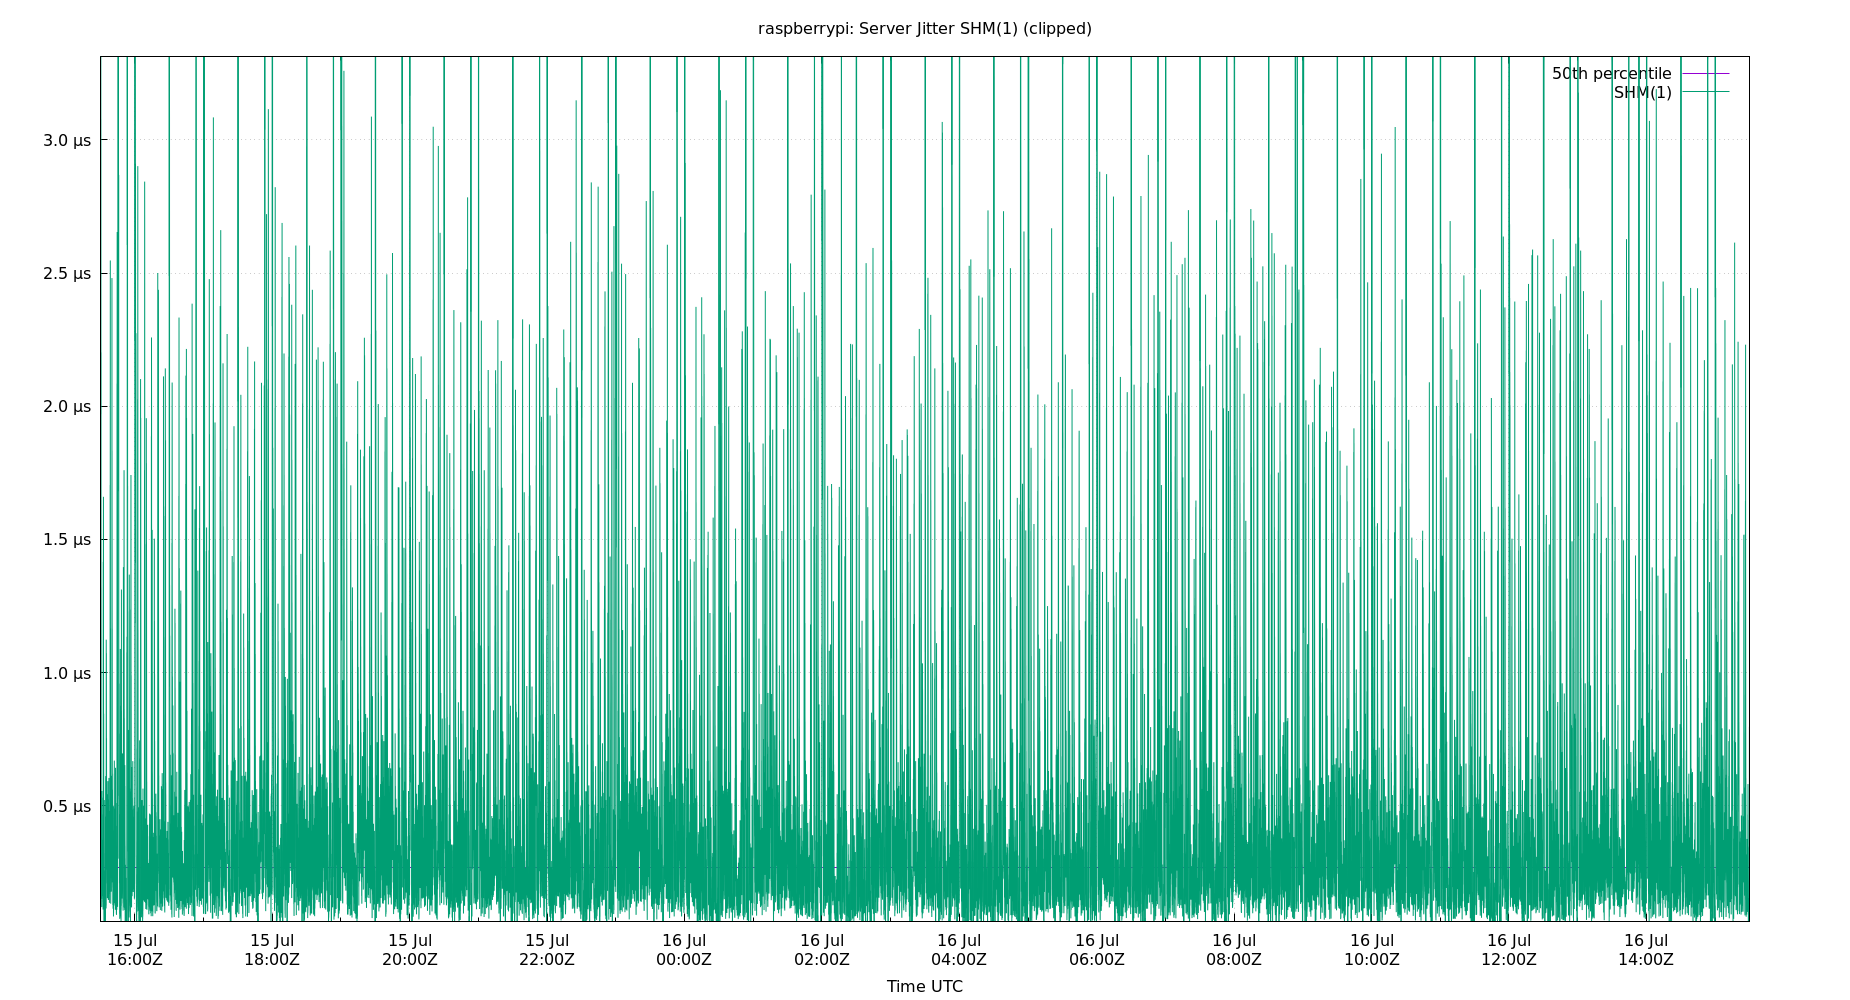 raspberrypi: Server Jitter SHM(1) (clipped)
50th percentile
SHM(1)
3.0 µs
2.5 µs
2.0 µs
1.5 µs
1.0 µs
0.5 µs
15 Jul 15 Jul 15 Jul 15 Jul 16 Jul 16 Jul 16 Jul 16 Jul 16 Jul 16 Jul 16 Jul 16 Jul
16:00Z 18:00Z 20:00Z 22:00Z 00:00Z 02:00Z 04:00Z 06:00Z 08:00Z 10:00Z 12:00Z 14:00Z
Time UTC